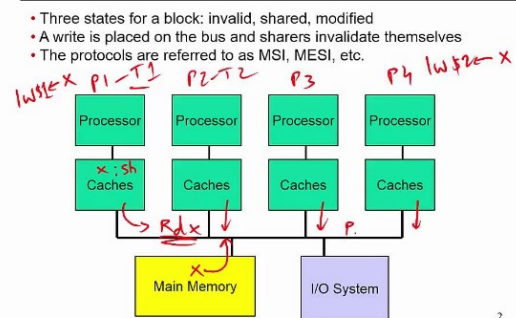 • Three states for a block: invalid, shared, modified
• A write is placed on the bus and sharers invalidate themselves
• The protocols are referred to as MSI, MESI, etc.
lw $1 ← X P1 - T1 P2 - T2 P3 P4 lw $2 ← X
Processor Processor Processor Processor
x : sh
Caches Caches Caches Caches
Rdx P.
x
Main Memory I/O System
2